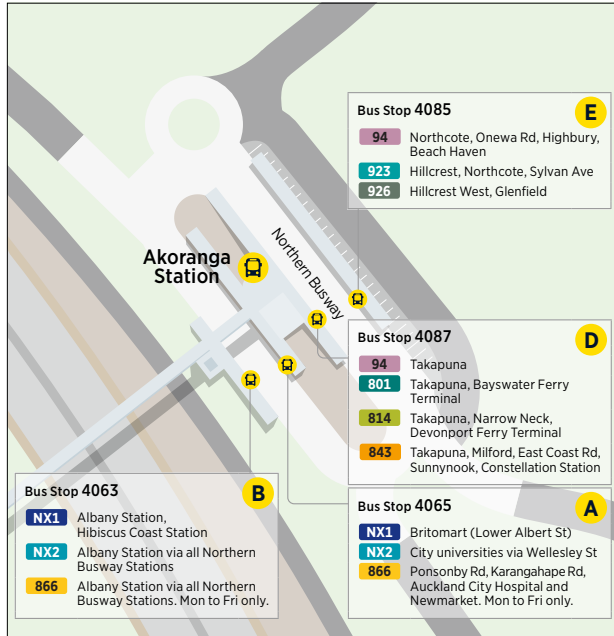 Bus Stop 4085
E
94 Northcote, Onewa Rd, Highbury,
Beach Haven
923 Hillcrest, Northcote, Sylvan Ave
926 Hillcrest West, Glenfield
Akoranga
Station
Northern Busway
Bus Stop 4087
D
94 Takapuna
801 Takapuna, Bayswater Ferry
Terminal
814 Takapuna, Narrow Neck,
Devonport Ferry Terminal
843 Takapuna, Milford, East Coast Rd,
Sunnynook, Constellation Station
Bus Stop 4063
B
NX1 Albany Station,
Hibiscus Coast Station
NX2 Albany Station via all Northern
Busway Stations
866 Albany Station via all Northern
Busway Stations. Mon to Fri only.
Bus Stop 4065
A
NX1 Britomart (Lower Albert St)
NX2 City universities via Wellesley St
866 Ponsonby Rd, Karangahape Rd,
Auckland City Hospital and
Newmarket. Mon to Fri only.